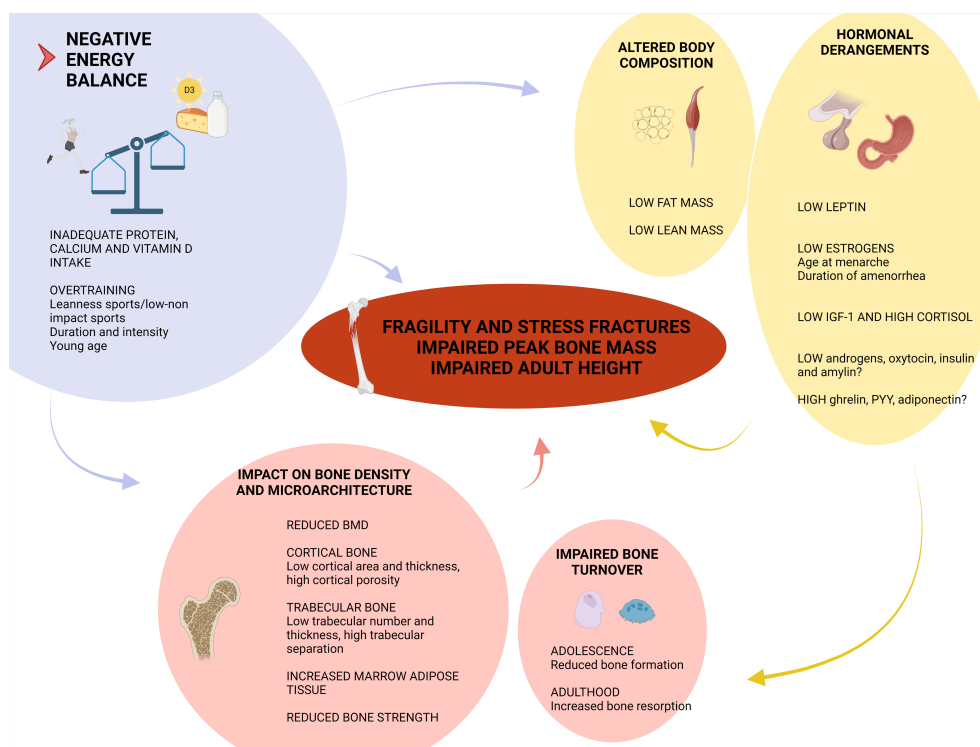 NEGATIVE
ENERGY
BALANCE
D3
INADEQUATE PROTEIN,
CALCIUM AND VITAMIN D
INTAKE
OVERTRAINING
Leanness sports/low-non
impact sports
Duration and intensity
Young age
ALTERED BODY
COMPOSITION
LOW FAT MASS
LOW LEAN MASS
HORMONAL
DERANGEMENTS
LOW LEPTIN
LOW ESTROGENS
Age at menarche
Duration of amenorrhea
LOW IGF-1 AND HIGH CORTISOL
LOW androgens, oxytocin, insulin
and amylin?
HIGH ghrelin, PYY, adiponectin?
FRAGILITY AND STRESS FRACTURES
IMPAIRED PEAK BONE MASS
IMPAIRED ADULT HEIGHT
IMPACT ON BONE DENSITY
AND MICROARCHITECTURE
REDUCED BMD
CORTICAL BONE
Low cortical area and thickness,
high cortical porosity
TRABECULAR BONE
Low trabecular number and
thickness, high trabecular
separation
INCREASED MARROW ADIPOSE
TISSUE
REDUCED BONE STRENGTH
IMPAIRED BONE
TURNOVER
ADOLESCENCE
Reduced bone formation
ADULTHOOD
Increased bone resorption